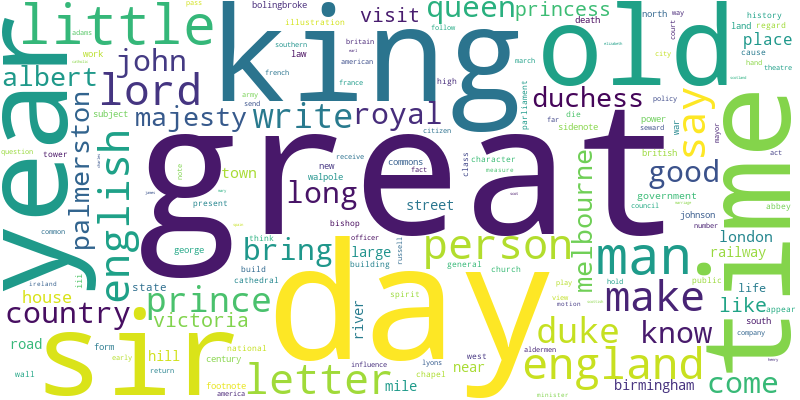 pass
adams
work
little
bolingbroke
illustration
death
visit
queen
princess
north
way
court
history
regard
land
place
cause
hand
theatre
city
year
albert
john
lord
king
old
southern
britain
law
american
follow
french
france
high
march
elizabeth
army
send
duchess
policy
subject
majesty
write
royal
parliament
citizen
far
die
sidenote
power
seward
war
mayor
say
time
question
tower
palmerston
english
great
new
receive
commons
fact
character
measure
class
british
act
note
town
long
walpole
present
street
good
government
council
abbey
johnson
number
common
george
bishop
think
bring
officer
large
building
russell
person
general
church
melbourne
man
london
railway
ireland
iii
build
cathedral
state
house
prince
day
river
spirit
play
view
motion
hold
make
public
life
like
appear
country
sir
victoria
national
south
company
road
form
hill
century
early
return
wall
footnote
america
influence
lyons
west
near
chapel
aldermen
duke
know
england
letter
mile
minister
birmingham
come
henry